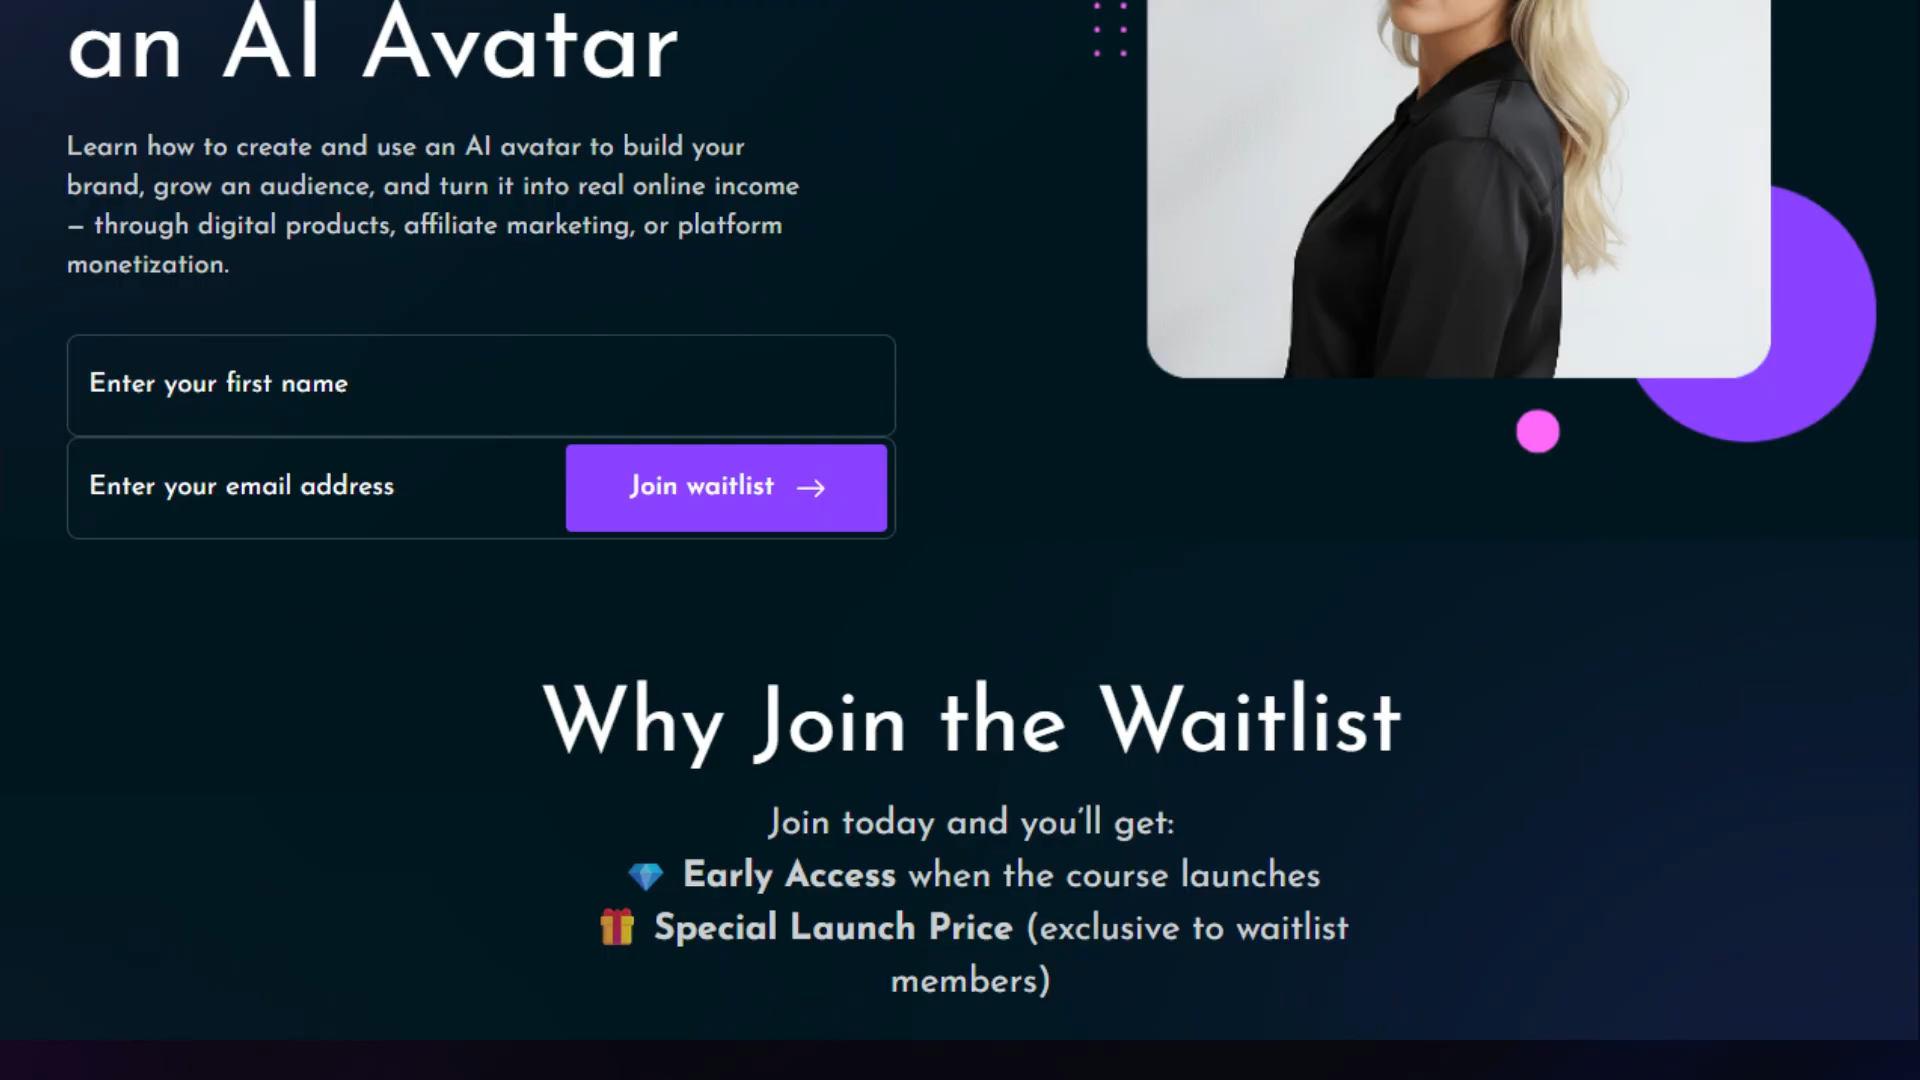 an AI Avatar
Learn how to create and use an AI avatar to build your
brand, grow an audience, and turn it into real online income
– through digital products, affiliate marketing, or platform
monetization.
Enter your first name
Enter your email address
Join waitlist →
Why Join the Waitlist
Join today and you'll get:
💎 Early Access when the course launches
🎁 Special Launch Price (exclusive to waitlist
members)